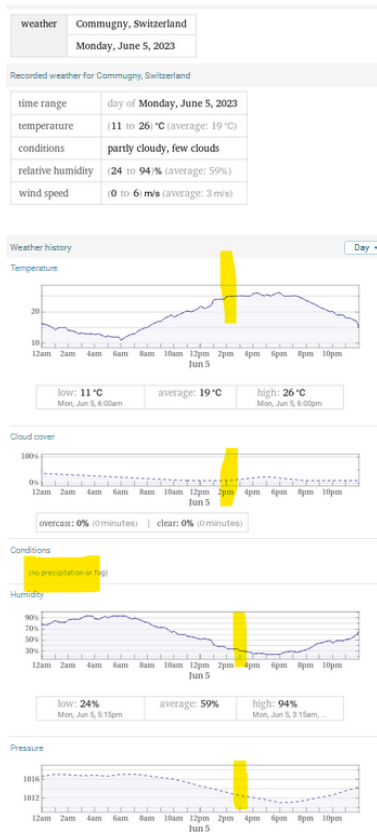 weather
Commugny, Switzerland
Monday, June 5, 2023
Recorded weather for Commugny, Switzerland
time range day of Monday, June 5, 2023
temperature (11 to 26) °C (average: 19 °C)
conditions partly cloudy, few clouds
relative humidity (24 to 94)% (average: 59%)
wind speed (0 to 6) m/s (average: 3 m/s)
Weather history Day
Temperature
20
10
12am 2am 4am 6am 8am 10am 12pm 2pm 4pm 6pm 8pm 10pm
Jun 5
low: 11 °C average: 19 °C high: 26 °C
Mon, Jun 5, 6:00am Mon, Jun 5, 6:00pm
Cloud cover
100%
0%
12am 2am 4am 6am 8am 10am 12pm 2pm 4pm 6pm 8pm 10pm
Jun 5
overcast: 0% (0 minutes) | clear: 0% (0 minutes)
Conditions
(no precipitation or fog)
Humidity
90%
70%
50%
30%
12am 2am 4am 6am 8am 10am 12pm 2pm 4pm 6pm 8pm 10pm
Jun 5
low: 24% average: 59% high: 94%
Mon, Jun 5, 5:15pm Mon, Jun 5, 3:15am, ...
Pressure
1016
1012
12am 2am 4am 6am 8am 10am 12pm 2pm 4pm 6pm 8pm 10pm
Jun 5